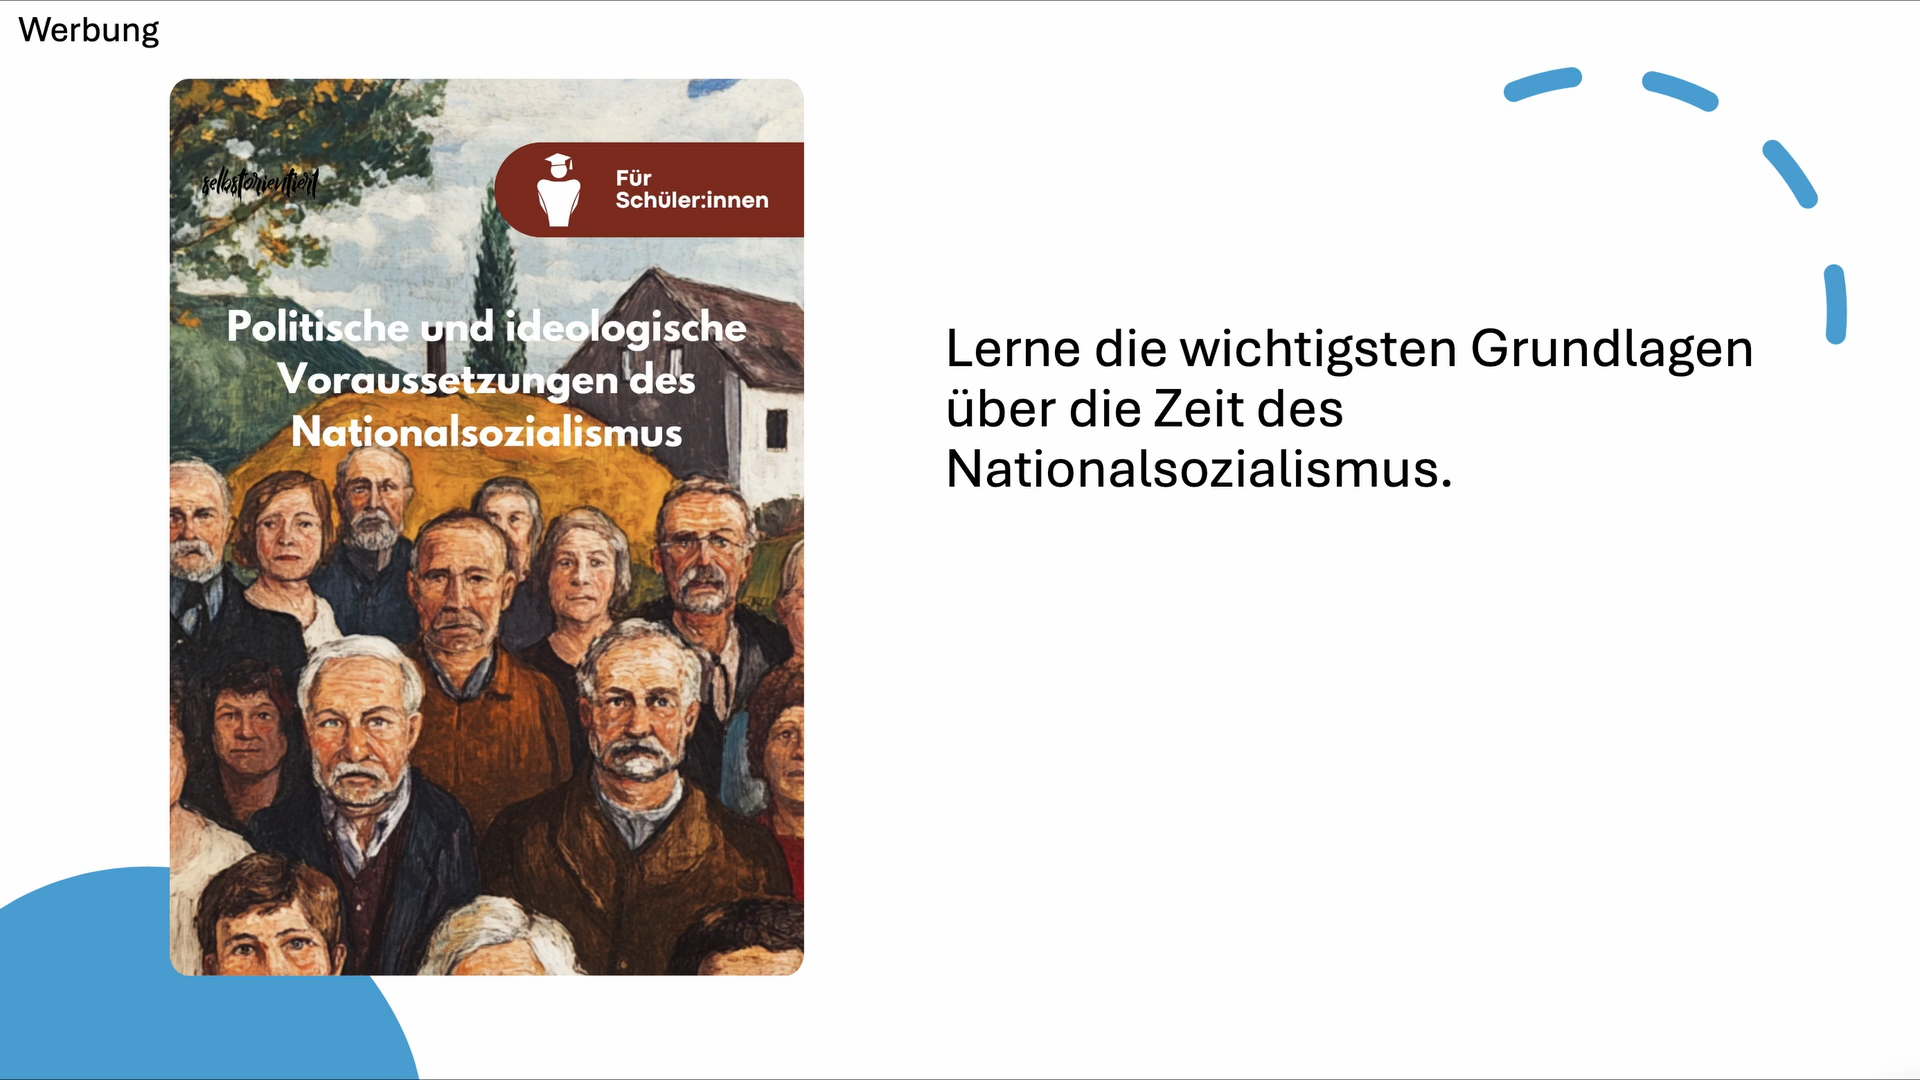 Werbung
selbstorientiert
Für
Schüler:innen
Politische und ideologische
Voraussetzungen des
Nationalsozialismus
Lerne die wichtigsten Grundlagen
über die Zeit des
Nationalsozialismus.